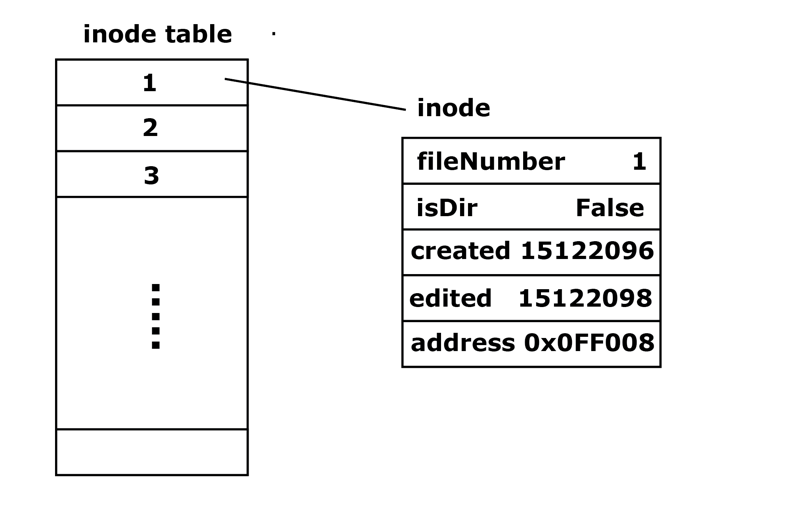 inode table
1
2
3
inode
fileNumber 1
isDir False
created 15122096
edited 15122098
address 0x0FF008